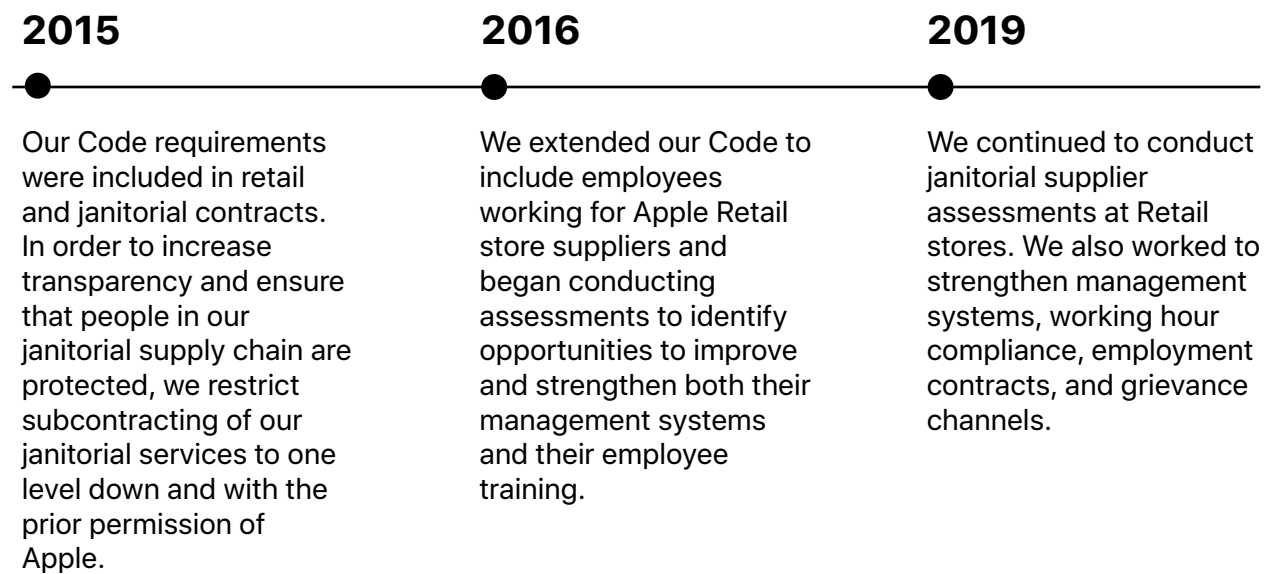 2015
Our Code requirements
were included in retail
and janitorial contracts.
In order to increase
transparency and ensure
that people in our
janitorial supply chain are
protected, we restrict
subcontracting of our
janitorial services to one
level down and with the
prior permission of
Apple.
2016
We extended our Code to
include employees
working for Apple Retail
store suppliers and
began conducting
assessments to identify
opportunities to improve
and strengthen both their
management systems
and their employee
training.
2019
We continued to conduct
janitorial supplier
assessments at Retail
stores. We also worked to
strengthen management
systems, working hour
compliance, employment
contracts, and grievance
channels.